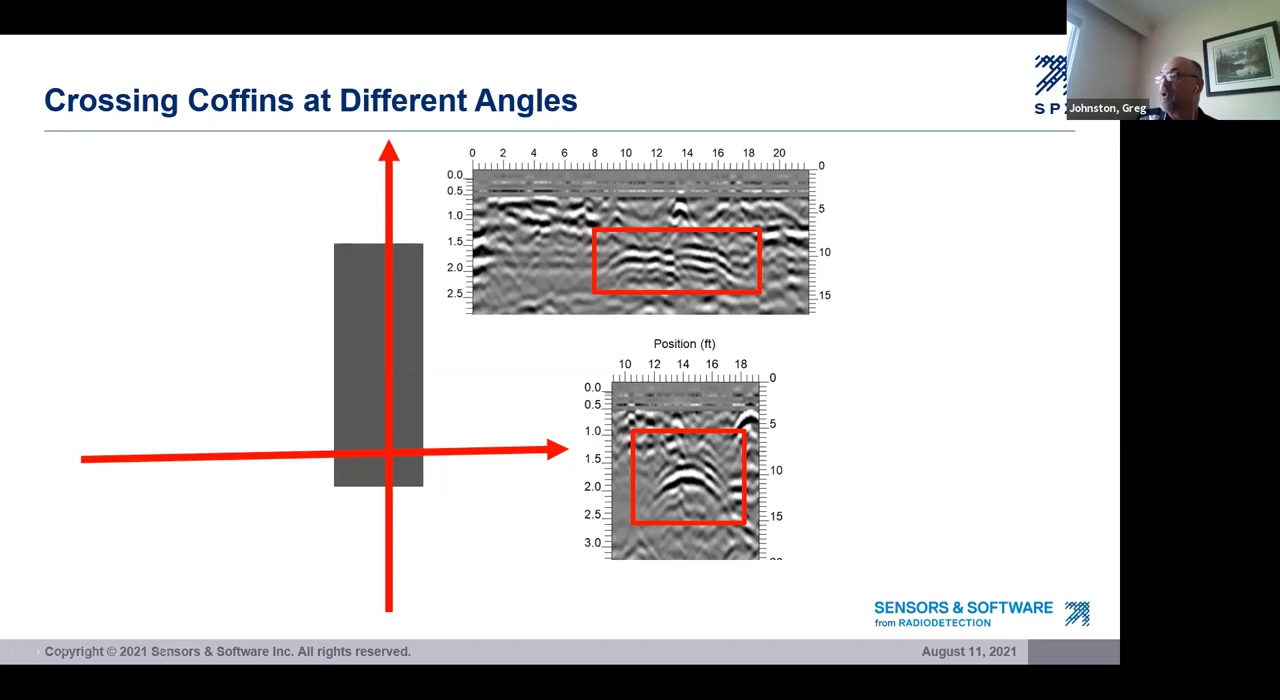 Crossing Coffins at Different Angles
SP
Johnston, Greg
0 2 4 6 8 10 12 14 16 18 20
0.0
0.5
1.0
1.5
2.0
2.5
0
5
10
15
Position (ft)
10 12 14 16 18
0.0
0.5
1.0
1.5
2.0
2.5
3.0
0
5
10
15
SENSORS & SOFTWARE
from RADIODETECTION
Copyright © 2021 Sensors & Software Inc. All rights reserved.
August 11, 2021